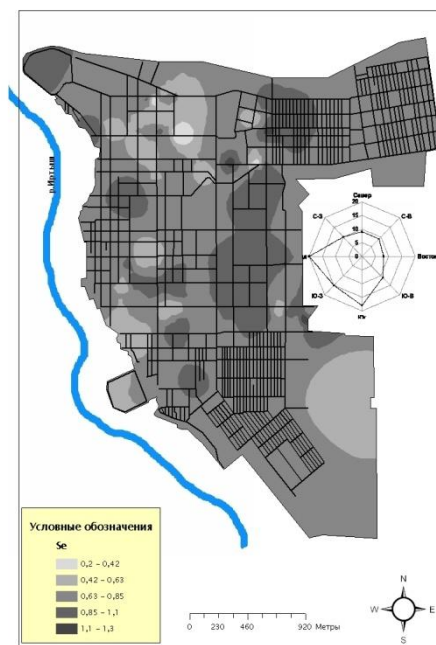 р.Иртыш
Север
20
15
10
5
0
С-З
С-В
Восток
Ю-З
Ю-В
Юг
Условные обозначения
Se
0,2 – 0,42
0,42 – 0,63
0,63 – 0,85
0,85 – 1,1
1,1 – 1,3
0 230 460 920 Метры
N
W E
S